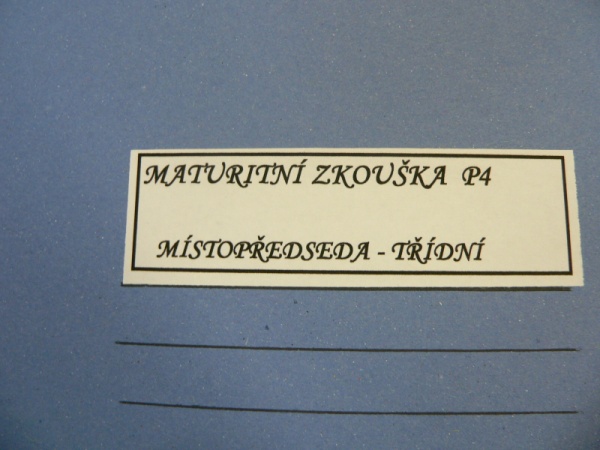 MATURITNÍ ZKOUŠKA P4
MÍSTOPŘEDSEDA - TŘÍDNÍ